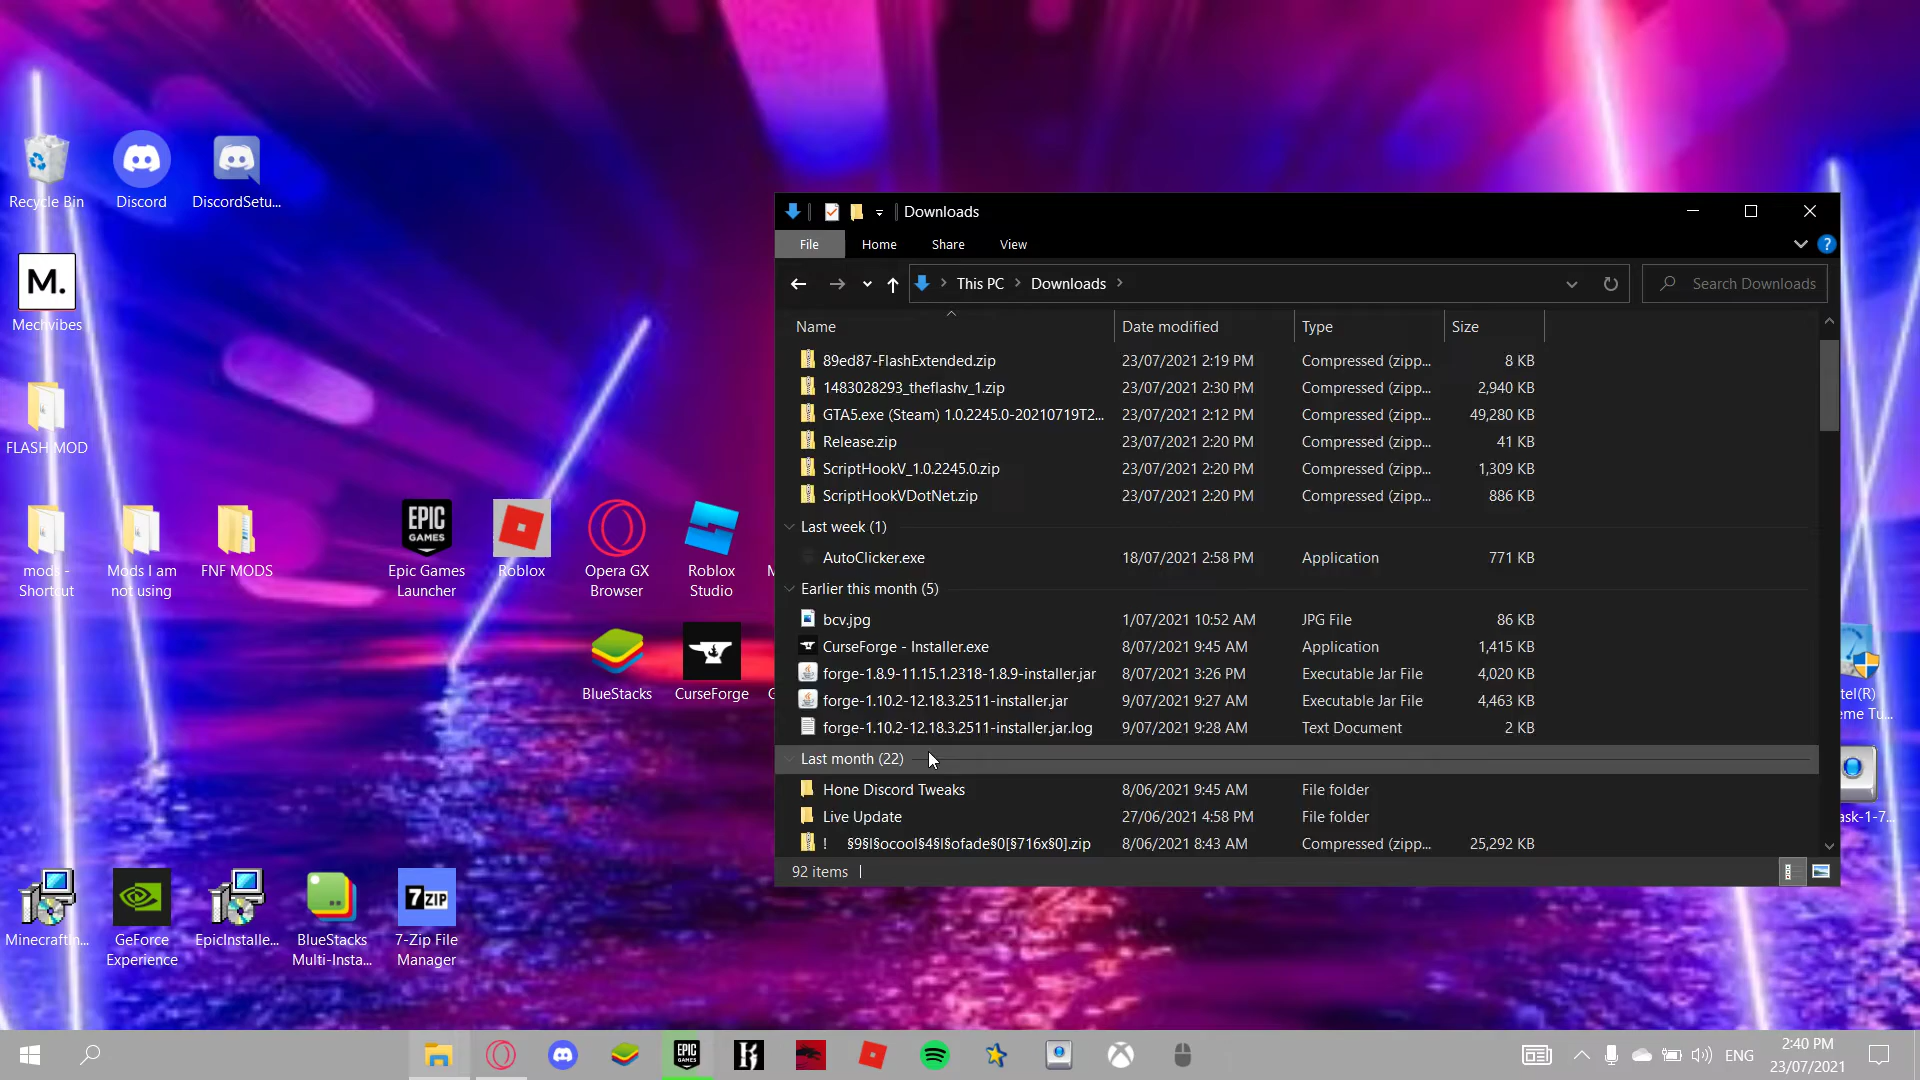 Recycle Bin
Discord
DiscordSetu...
M.
Mechvibes
FLASH MOD
mods -
Shortcut
Mods I am
not using
FNF MODS
EPIC
GAMES
Epic Games
Launcher
Roblox
Opera GX
Browser
Roblox
Studio
BlueStacks
CurseForge
GeForce
Experience
EpicInstalle...
BlueStacks
Multi-Insta...
7ZIP
7-Zip File
Manager
Downloads
File
Home
Share
View
This PC
Downloads
Search Downloads
Name
Date modified
Type
Size
89ed87-FlashExtended.zip 23/07/2021 2:19 PM Compressed (zipp... 8 KB
1483028293_theflashv_1.zip 23/07/2021 2:30 PM Compressed (zipp... 2,940 KB
GTA5.exe (Steam) 1.0.2245.0-20210719T2... 23/07/2021 2:12 PM Compressed (zipp... 49,280 KB
Release.zip 23/07/2021 2:20 PM Compressed (zipp... 41 KB
ScriptHookV_1.0.2245.0.zip 23/07/2021 2:20 PM Compressed (zipp... 1,309 KB
ScriptHookVDotNet.zip 23/07/2021 2:20 PM Compressed (zipp... 886 KB
Last week (1)
AutoClicker.exe 18/07/2021 2:58 PM Application 771 KB
Earlier this month (5)
bcv.jpg 1/07/2021 10:52 AM JPG File 86 KB
CurseForge - Installer.exe 8/07/2021 9:45 AM Application 1,415 KB
forge-1.8.9-11.15.1.2318-1.8.9-installer.jar 8/07/2021 3:26 PM Executable Jar File 4,020 KB
forge-1.10.2-12.18.3.2511-installer.jar 9/07/2021 9:27 AM Executable Jar File 4,463 KB
forge-1.10.2-12.18.3.2511-installer.jar.log 9/07/2021 9:28 AM Text Document 2 KB
Last month (22)
Hone Discord Tweaks 8/06/2021 9:45 AM File folder
Live Update 27/06/2021 4:58 PM File folder
! §9§l§ocool§4§l§ofade§0[§716x§0].zip 8/06/2021 8:43 AM Compressed (zipp... 25,292 KB
92 items
tel(R)
eme Tu...
ask-1-7...
EPIC
GAMES
ENG
2:40 PM
23/07/2021